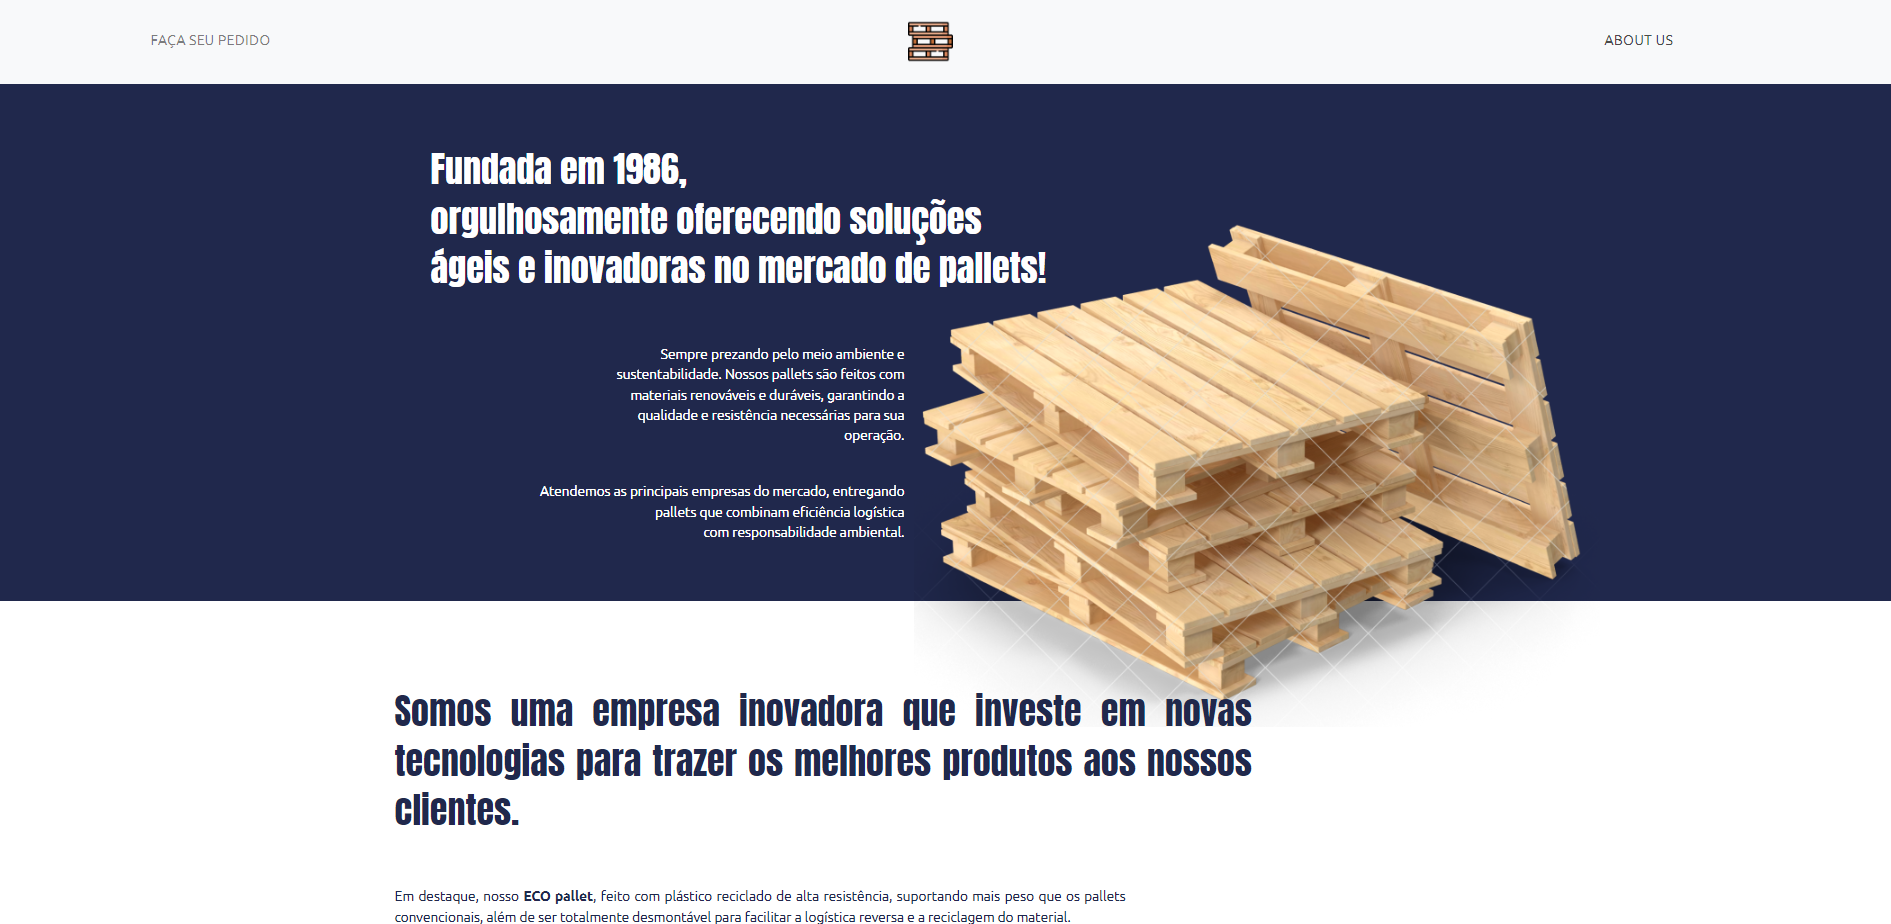 FAÇA SEU PEDIDO
ABOUT US
Fundada em 1986,
orgulhosamente oferecendo soluções
ágeis e inovadoras no mercado de pallets!
Sempre prezando pelo meio ambiente e
sustentabilidade. Nossos pallets são feitos com
materiais renováveis e duráveis, garantindo a
qualidade e resistência necessárias para sua
operação.
Atendemos as principais empresas do mercado, entregando
pallets que combinam eficiência logística
com responsabilidade ambiental.
Somos uma empresa inovadora que investe em novas
tecnologias para trazer os melhores produtos aos nossos
clientes.
Em destaque, nosso ECO pallet, feito com plástico reciclado de alta resistência, suportando mais peso que os pallets
convencionais, além de ser totalmente desmontável para facilitar a logística reversa e a reciclagem do material.